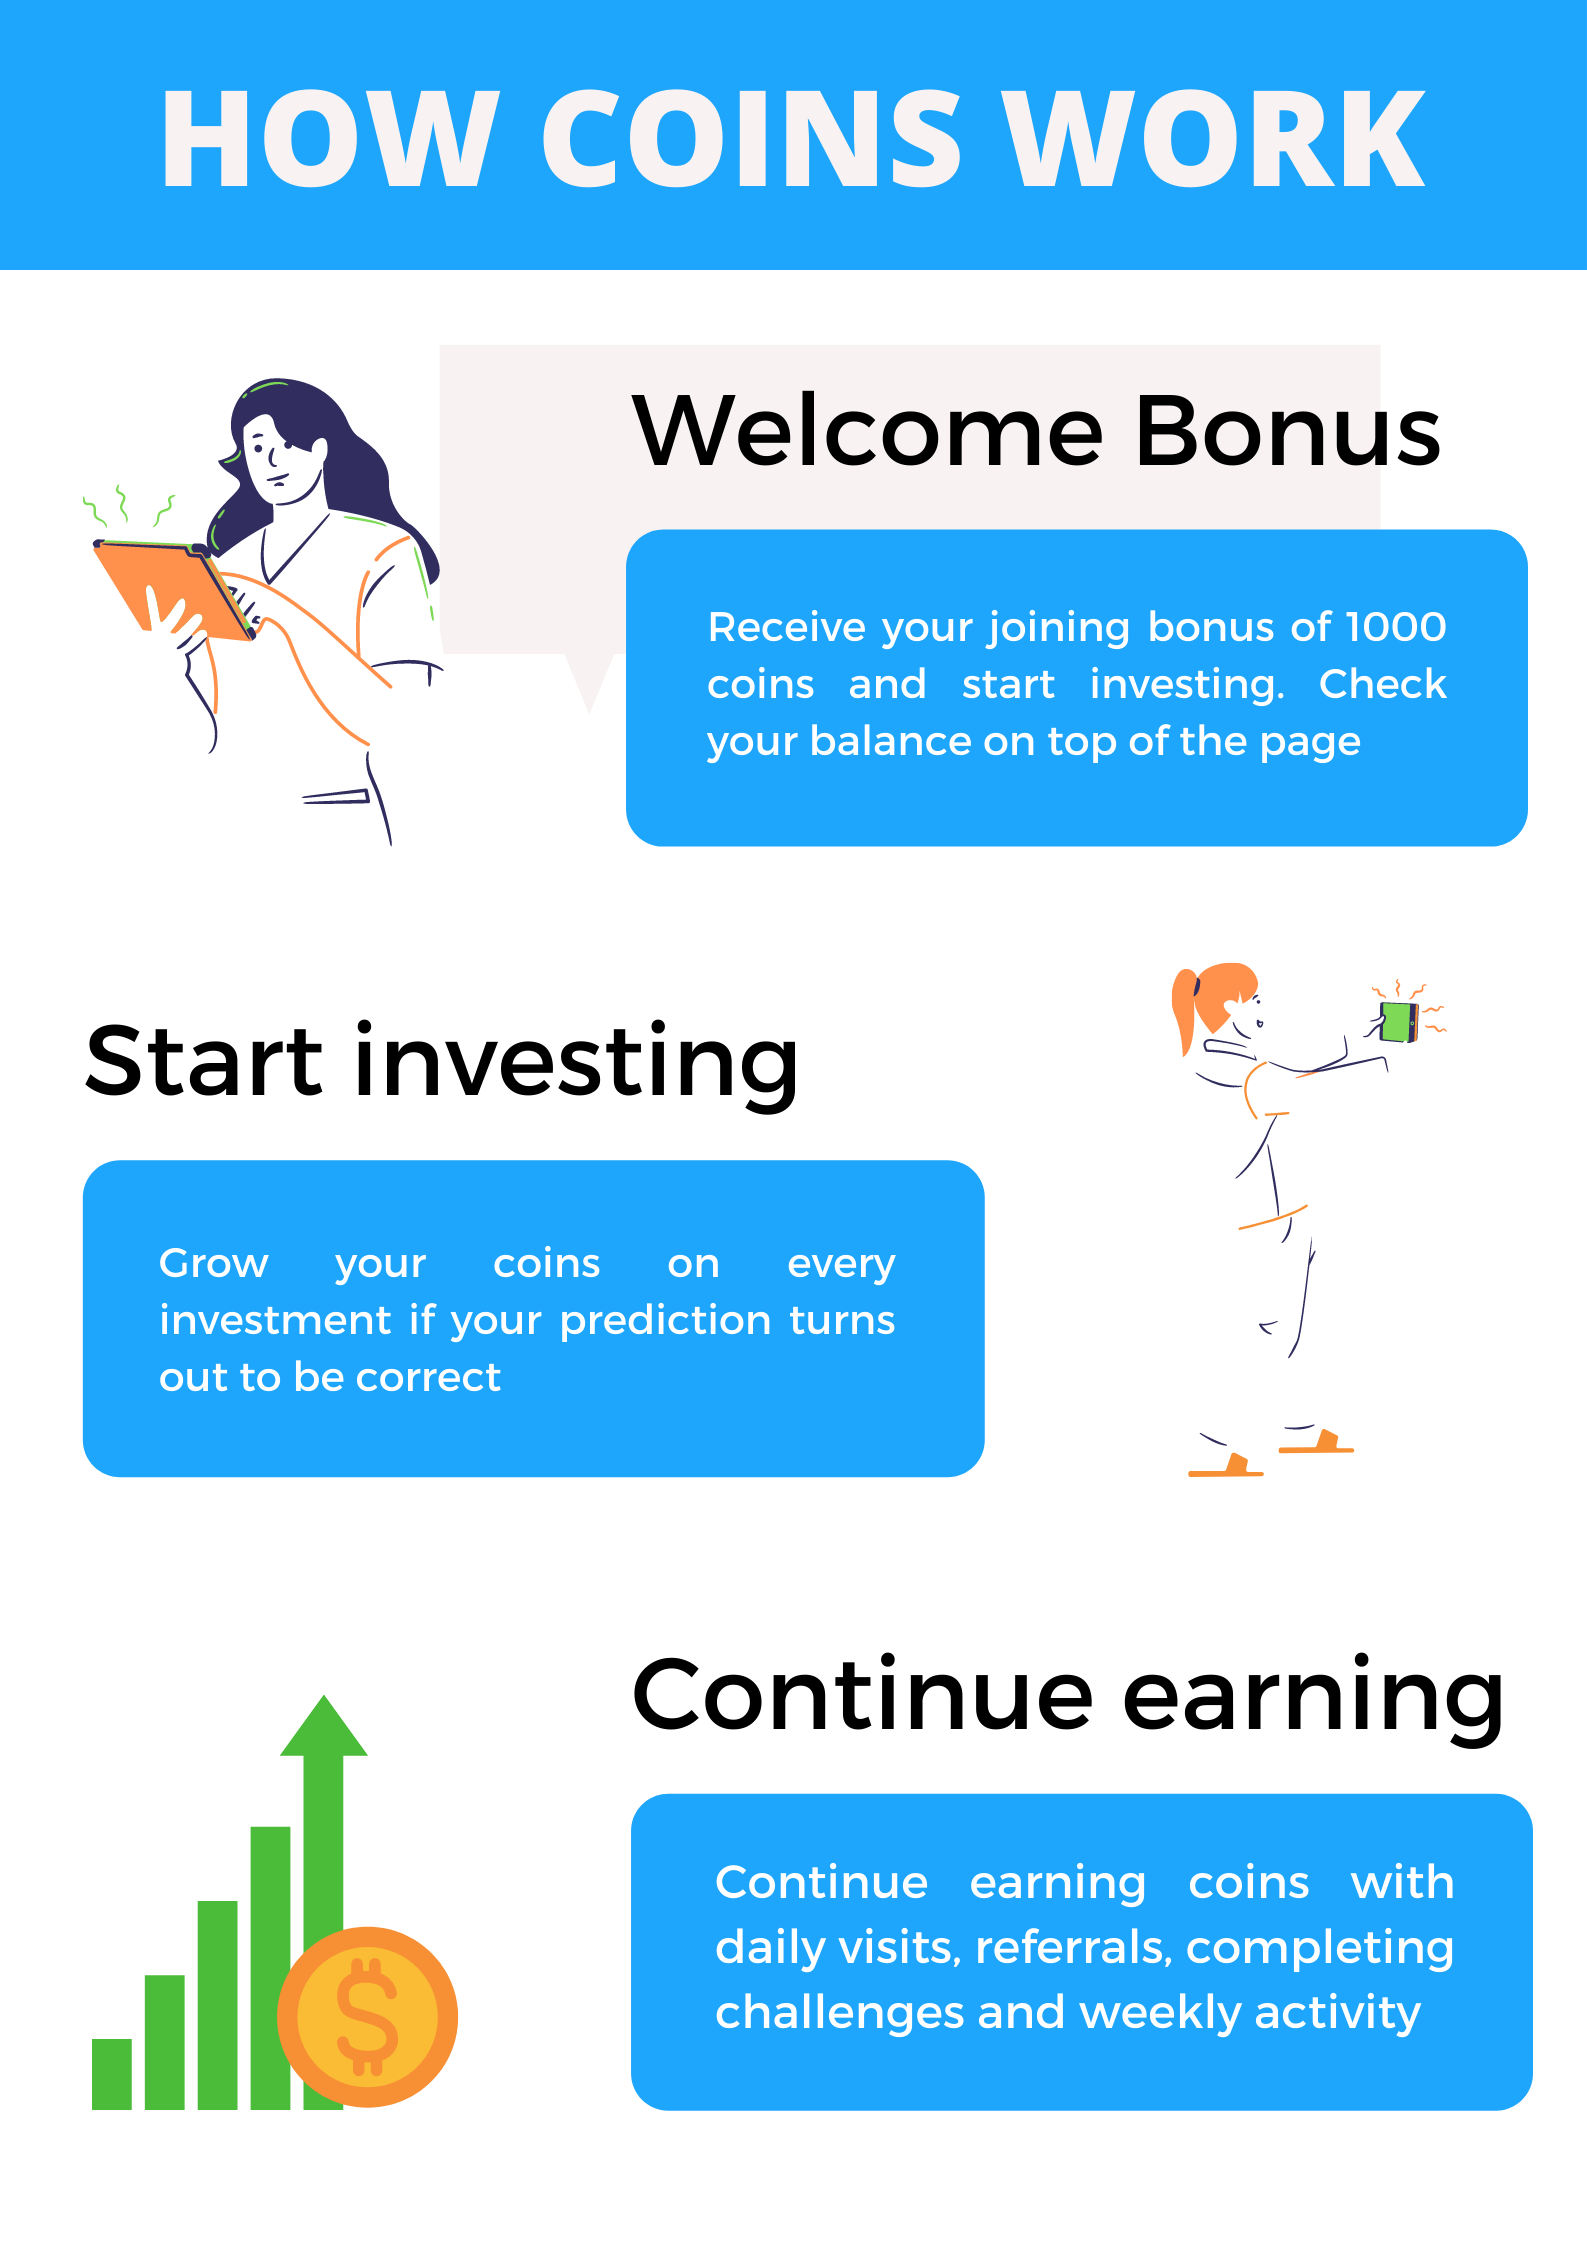 HOW COINS WORK
Welcome Bonus
Receive your joining bonus of 1000
coins and start investing. Check
your balance on top of the page
Start investing
Grow your coins on every
investment if your prediction turns
out to be correct
Continue earning
Continue earning coins with
daily visits, referrals, completing
challenges and weekly activity
$